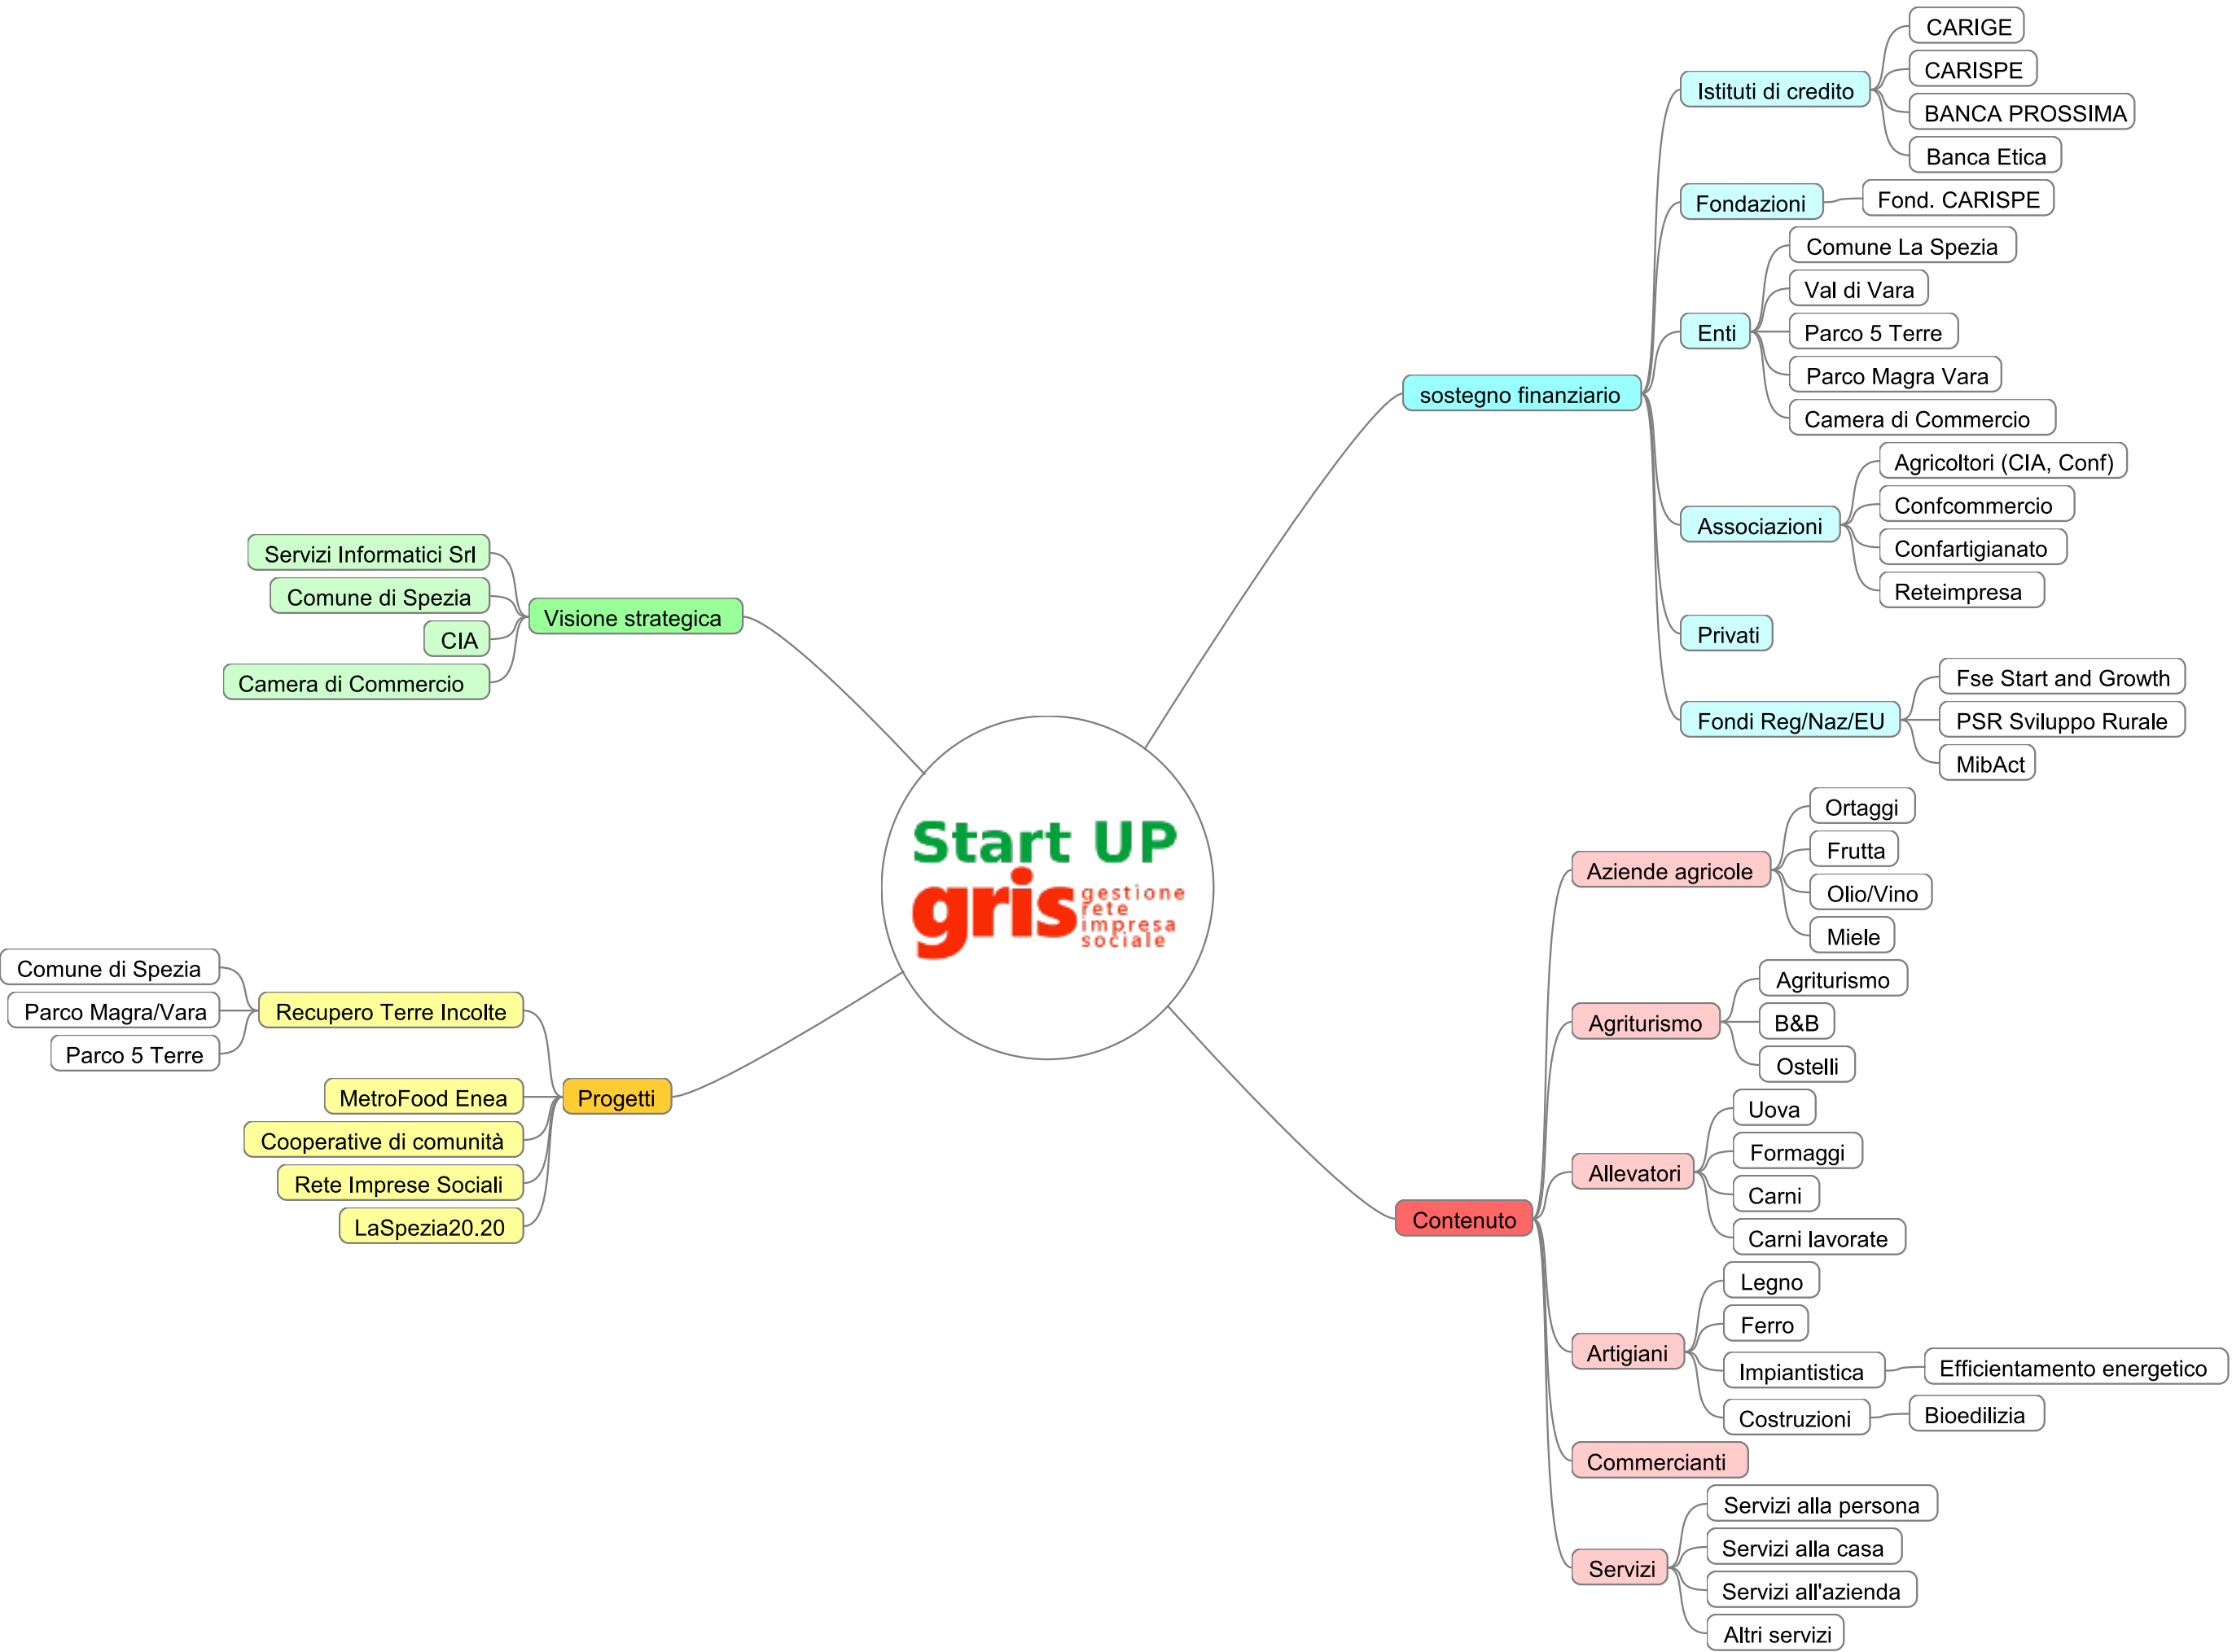 Start UP
gris
gestione
rete
impresa
sociale
sostegno finanziario
Istituti di credito
CARIGE
CARISPE
BANCA PROSSIMA
Banca Etica
Fondazioni
Fond. CARISPE
Enti
Comune La Spezia
Val di Vara
Parco 5 Terre
Parco Magra Vara
Camera di Commercio
Associazioni
Agricoltori (CIA, Conf)
Confcommercio
Confartigianato
Reteimpresa
Privati
Fondi Reg/Naz/EU
Fse Start and Growth
PSR Sviluppo Rurale
MibAct
Contenuto
Aziende agricole
Ortaggi
Frutta
Olio/Vino
Miele
Agriturismo
Agriturismo
B&B
Ostelli
Allevatori
Uova
Formaggi
Carni
Carni lavorate
Artigiani
Legno
Ferro
Impiantistica
Efficientamento energetico
Costruzioni
Bioedilizia
Commercianti
Servizi
Servizi alla persona
Servizi alla casa
Servizi all'azienda
Altri servizi
Visione strategica
Servizi Informatici Srl
Comune di Spezia
CIA
Camera di Commercio
Progetti
Recupero Terre Incolte
Comune di Spezia
Parco Magra/Vara
Parco 5 Terre
MetroFood Enea
Cooperative di comunità
Rete Imprese Sociali
LaSpezia20.20